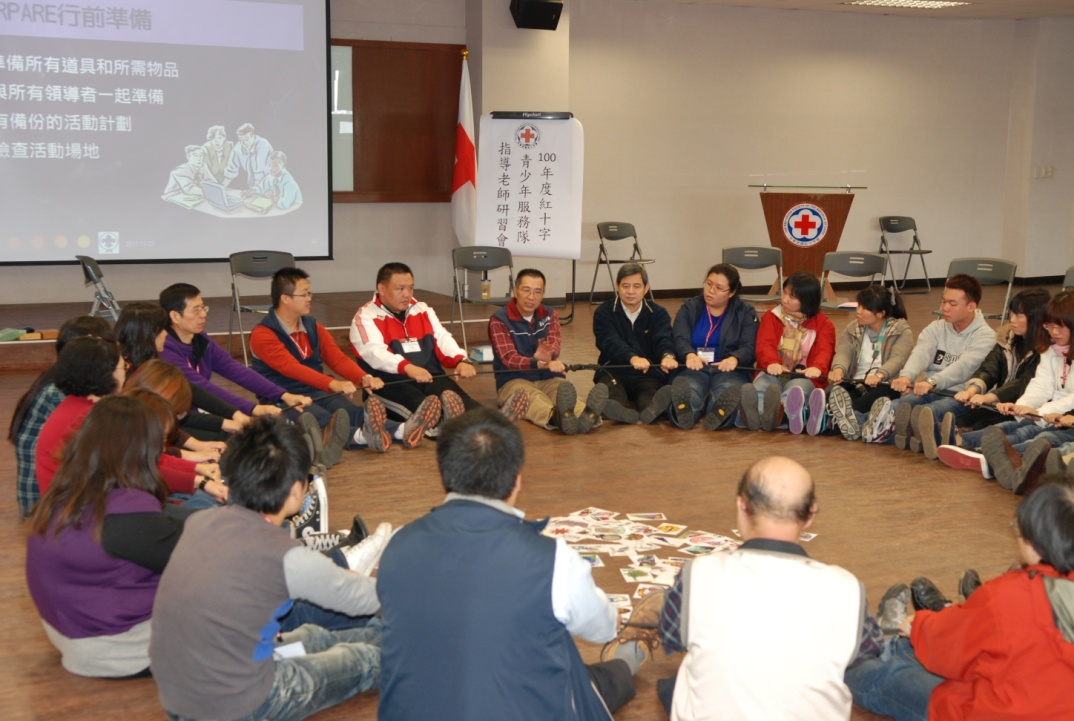 RPARE行前準備
準備所有道具和所需物品
與所有領導者一起準備
有備份的活動計劃
檢查活動場地
100年度紅十字
青少年服務隊
指導老師研習會